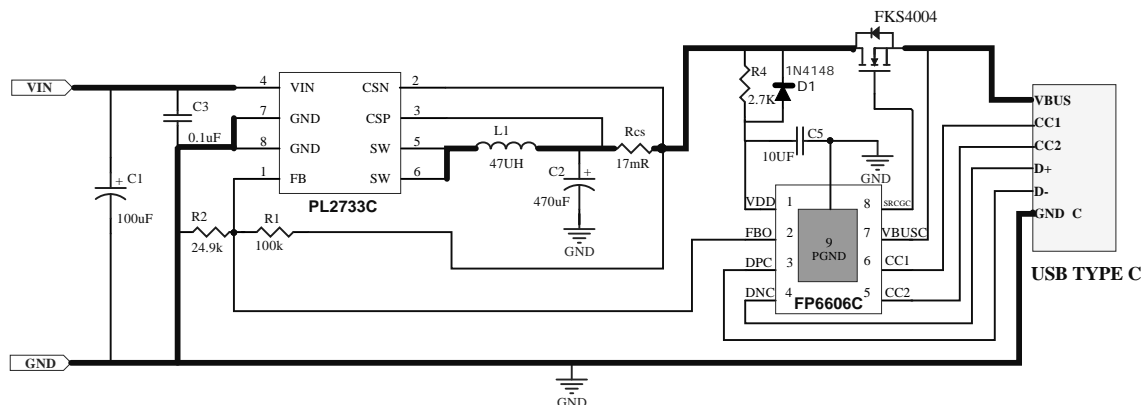 FKS4004
VIN
4
VIN
CSN
2
C3
0.1uF
7
GND
CSP
3
8
GND
SW
5
1
FB
SW
6
PL2733C
L1
47UH
Rcs
17mR
R4
2.7K
1N4148
D1
C5
10UF
GND
C1
+
100uF
C2
+
470uF
GND
R2
24.9k
R1
100k
VDD
1
8
SRCGC
FBO
2
7
VBUSC
DPC
3
6
CC1
DNC
4
5
CC2
9
PGND
FP6606C
VBUS
CC1
CC2
D+
D-
GND C
USB TYPE C
GND
GND